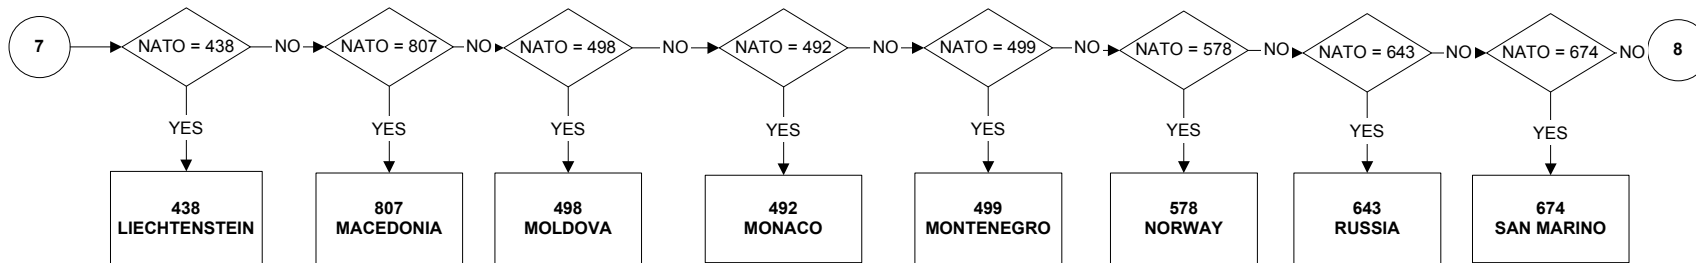 7
NATO = 438
NO
NATO = 807
NO
NATO = 498
NO
NATO = 492
NO
NATO = 499
NO
NATO = 578
NO
NATO = 643
NO
NATO = 674
NO
8
YES
YES
YES
YES
YES
YES
YES
YES
438
LIECHTENSTEIN
807
MACEDONIA
498
MOLDOVA
492
MONACO
499
MONTENEGRO
578
NORWAY
643
RUSSIA
674
SAN MARINO